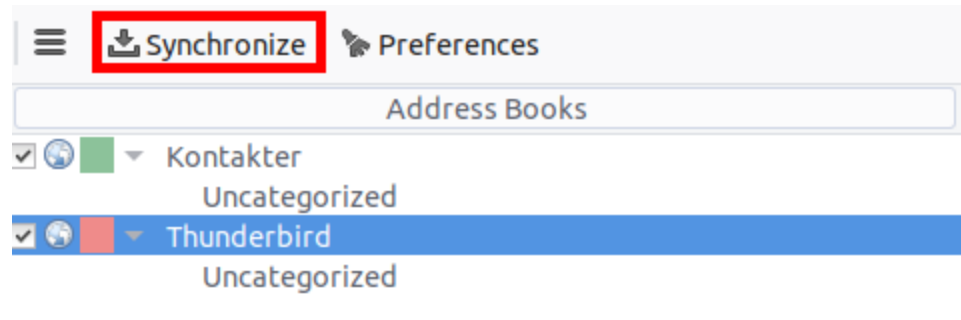 Synchronize Preferences
Address Books
Kontakter
Uncategorized
Thunderbird
Uncategorized